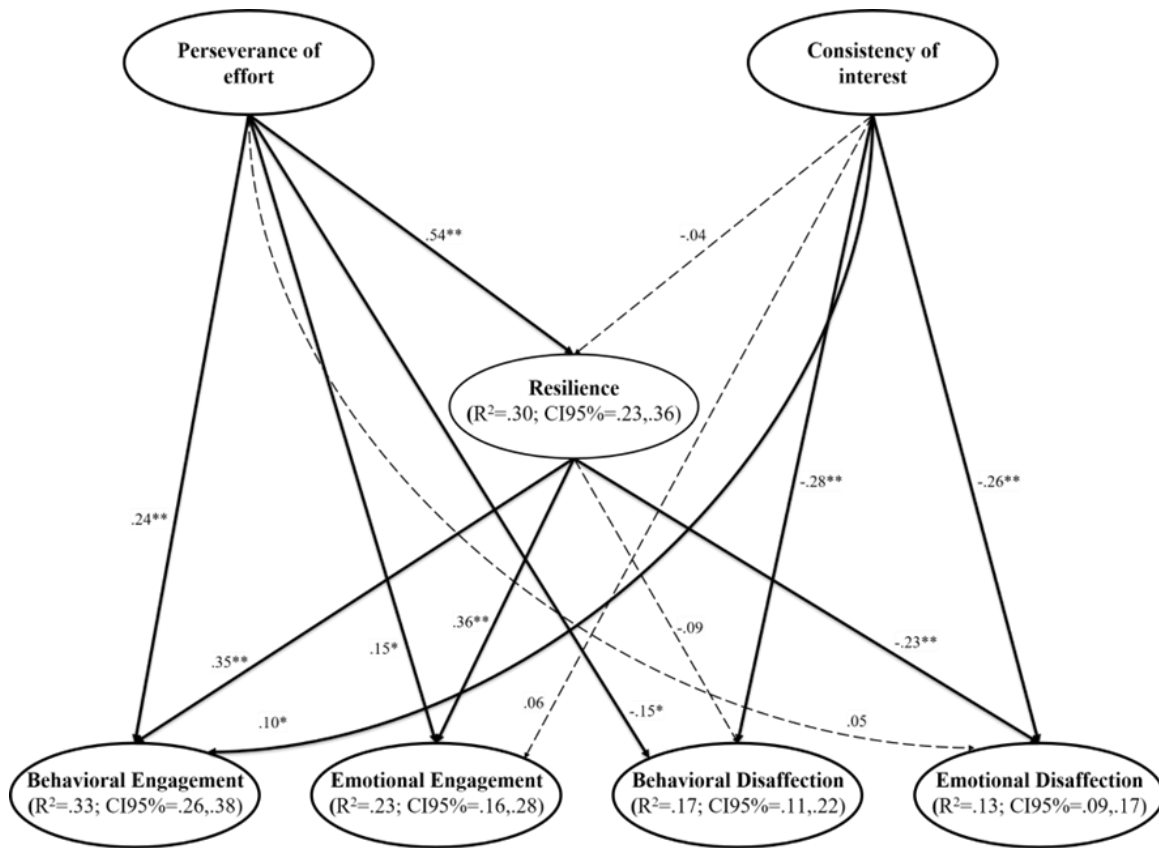 Perseverance of
effort
Consistency of
interest
.54**
-.04
Resilience
(R²=.30; CI95%=.23,.36)
-.28**
-.26**
.24**
.36**
-.09
.15*
-.23**
.35**
.06
-.15*
.10*
.05
Behavioral Engagement
(R²=.33; CI95%=.26,.38)
Emotional Engagement
(R²=.23; CI95%=.16,.28)
Behavioral Disaffection
(R²=.17; CI95%=.11,.22)
Emotional Disaffection
(R²=.13; CI95%=.09,.17)